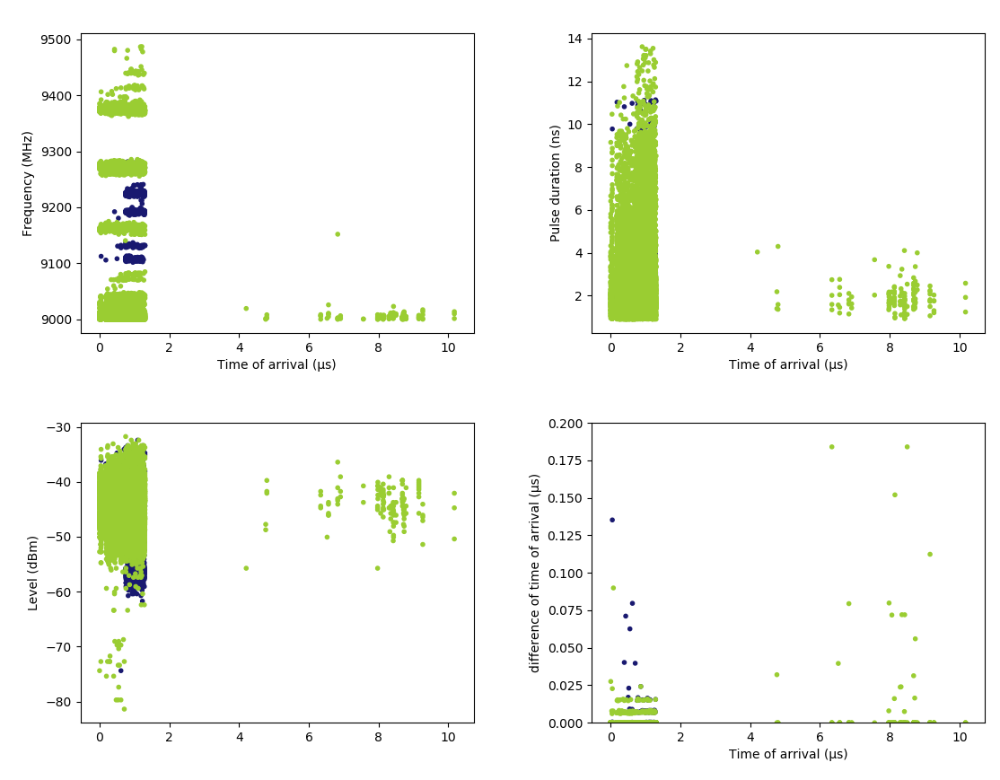 9500
9400
9300
9200
9100
9000
Frequency (MHz)
0 2 4 6 8 10
Time of arrival (µs)
14
12
10
8
6
4
2
Pulse duration (ns)
0 2 4 6 8 10
Time of arrival (µs)
−30
−40
−50
−60
−70
−80
Level (dBm)
0 2 4 6 8 10
0.200
0.175
0.150
0.125
0.100
0.075
0.050
0.025
0.000
difference of time of arrival (µs)
0 2 4 6 8 10
Time of arrival (µs)